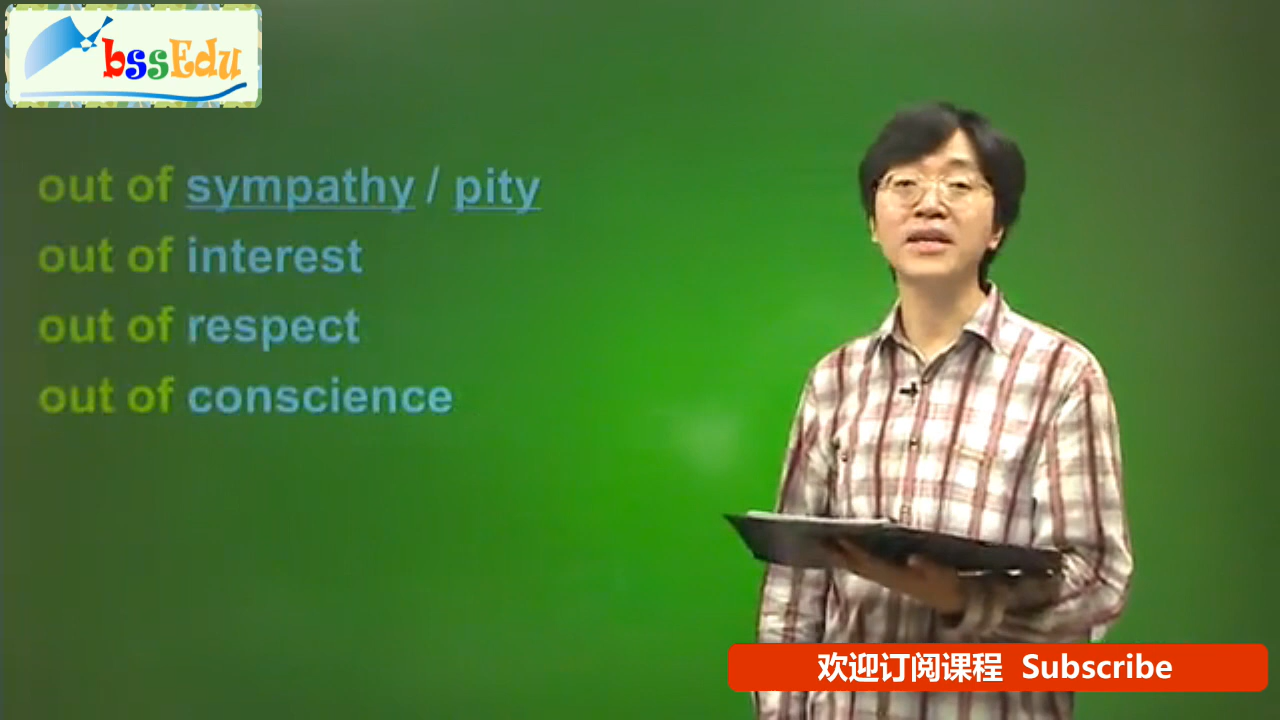 bssEdu
out of sympathy / pity
out of interest
out of respect
out of conscience
欢迎订阅课程 Subscribe